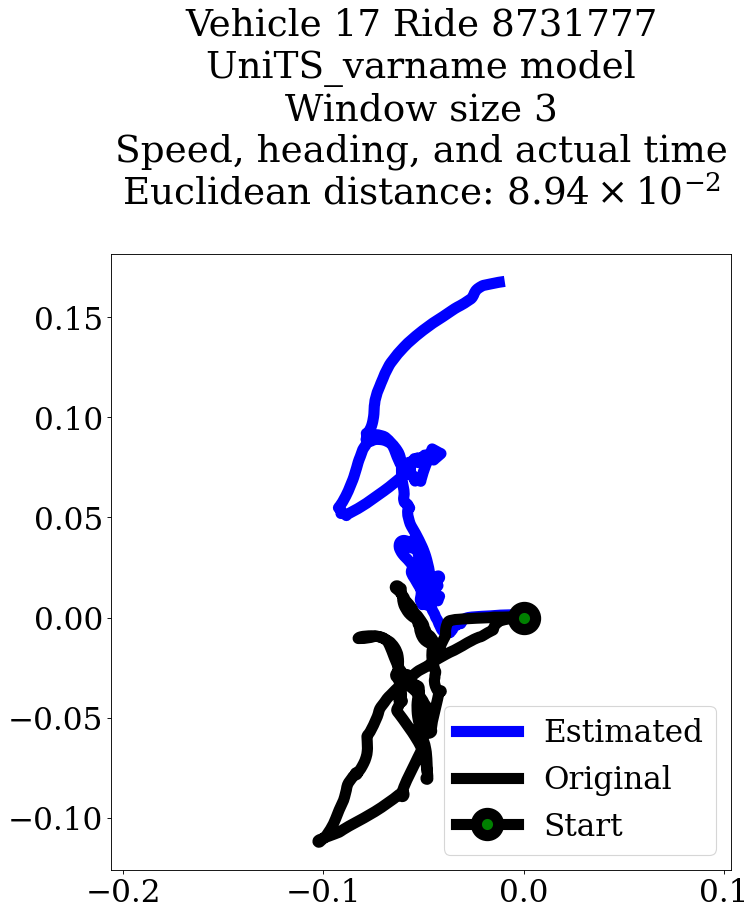 Vehicle 17 Ride 8731777
UniTS_varname model
Window size 3
Speed, heading, and actual time
Euclidean distance: 8.94 × 10⁻²
0.15
0.10
0.05
0.00
−0.05
−0.10
Estimated
Original
Start
−0.2
−0.1
0.0
0.1